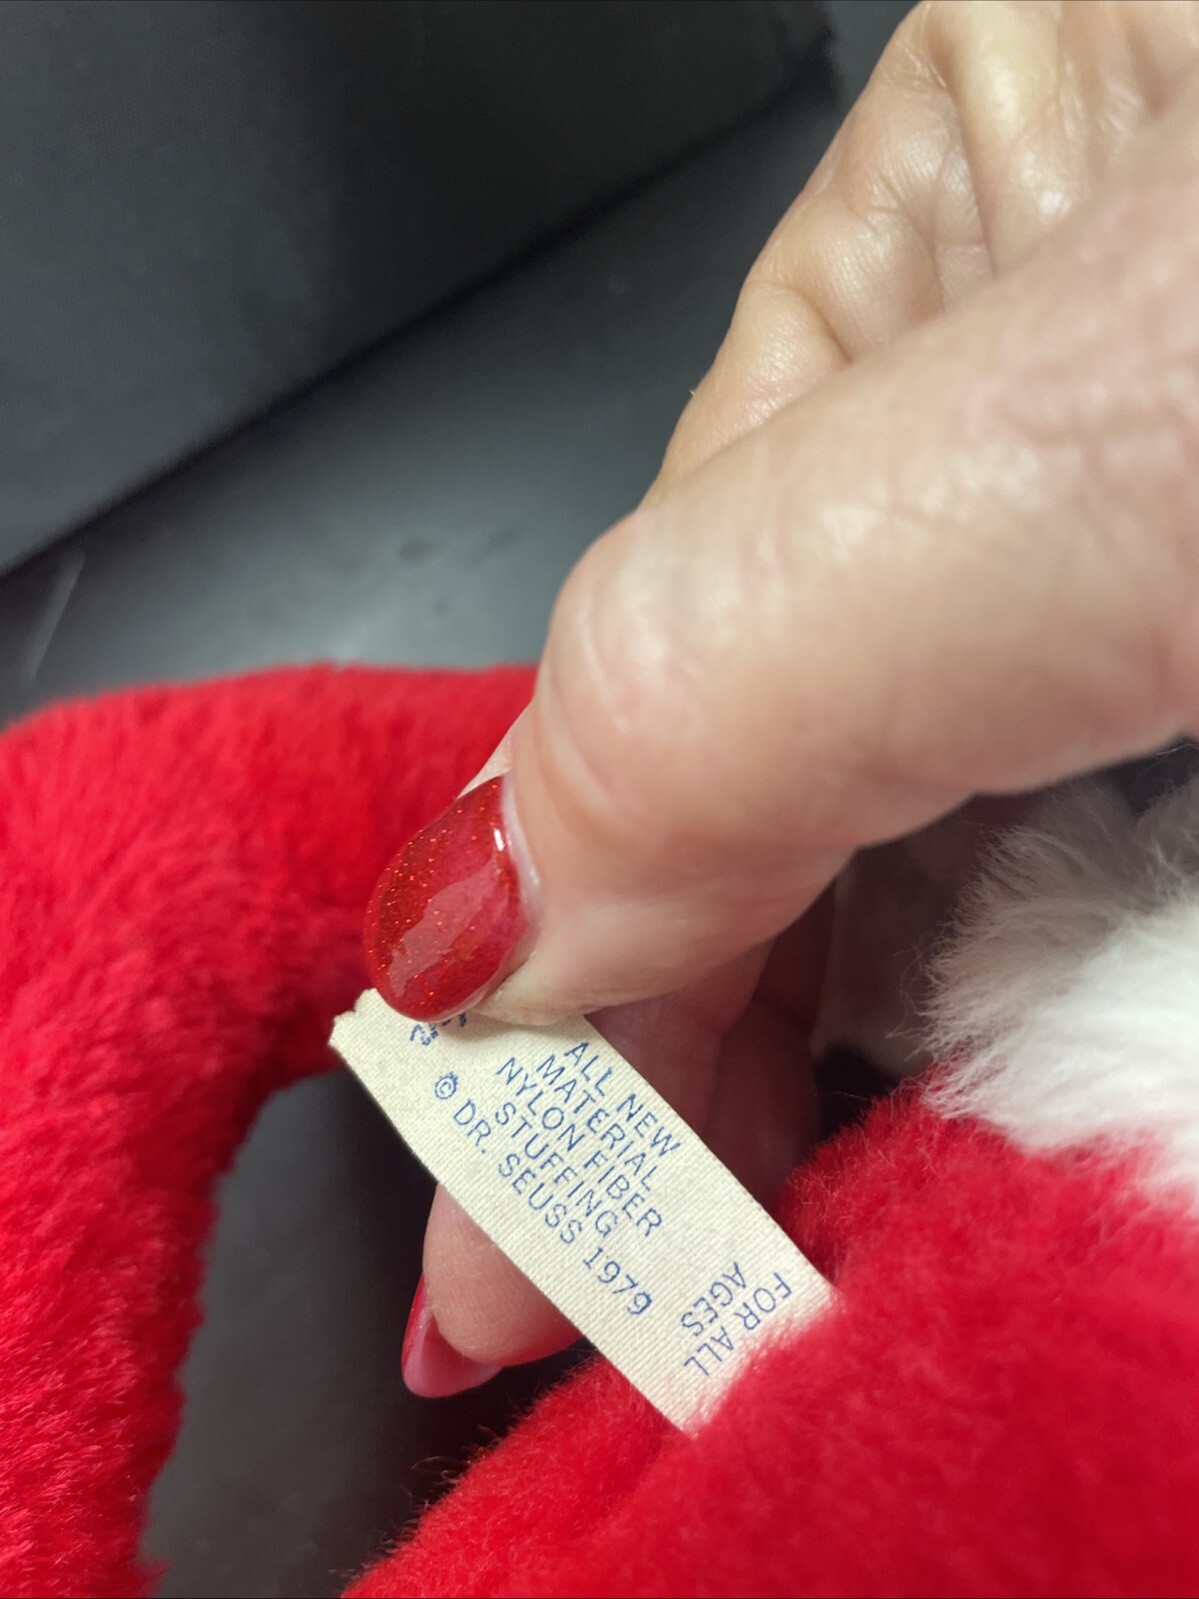 ALL NEW
MATERIAL
NYLON FIBER
STUFFING
© DR. SEUSS 1979
FOR ALL
AGES